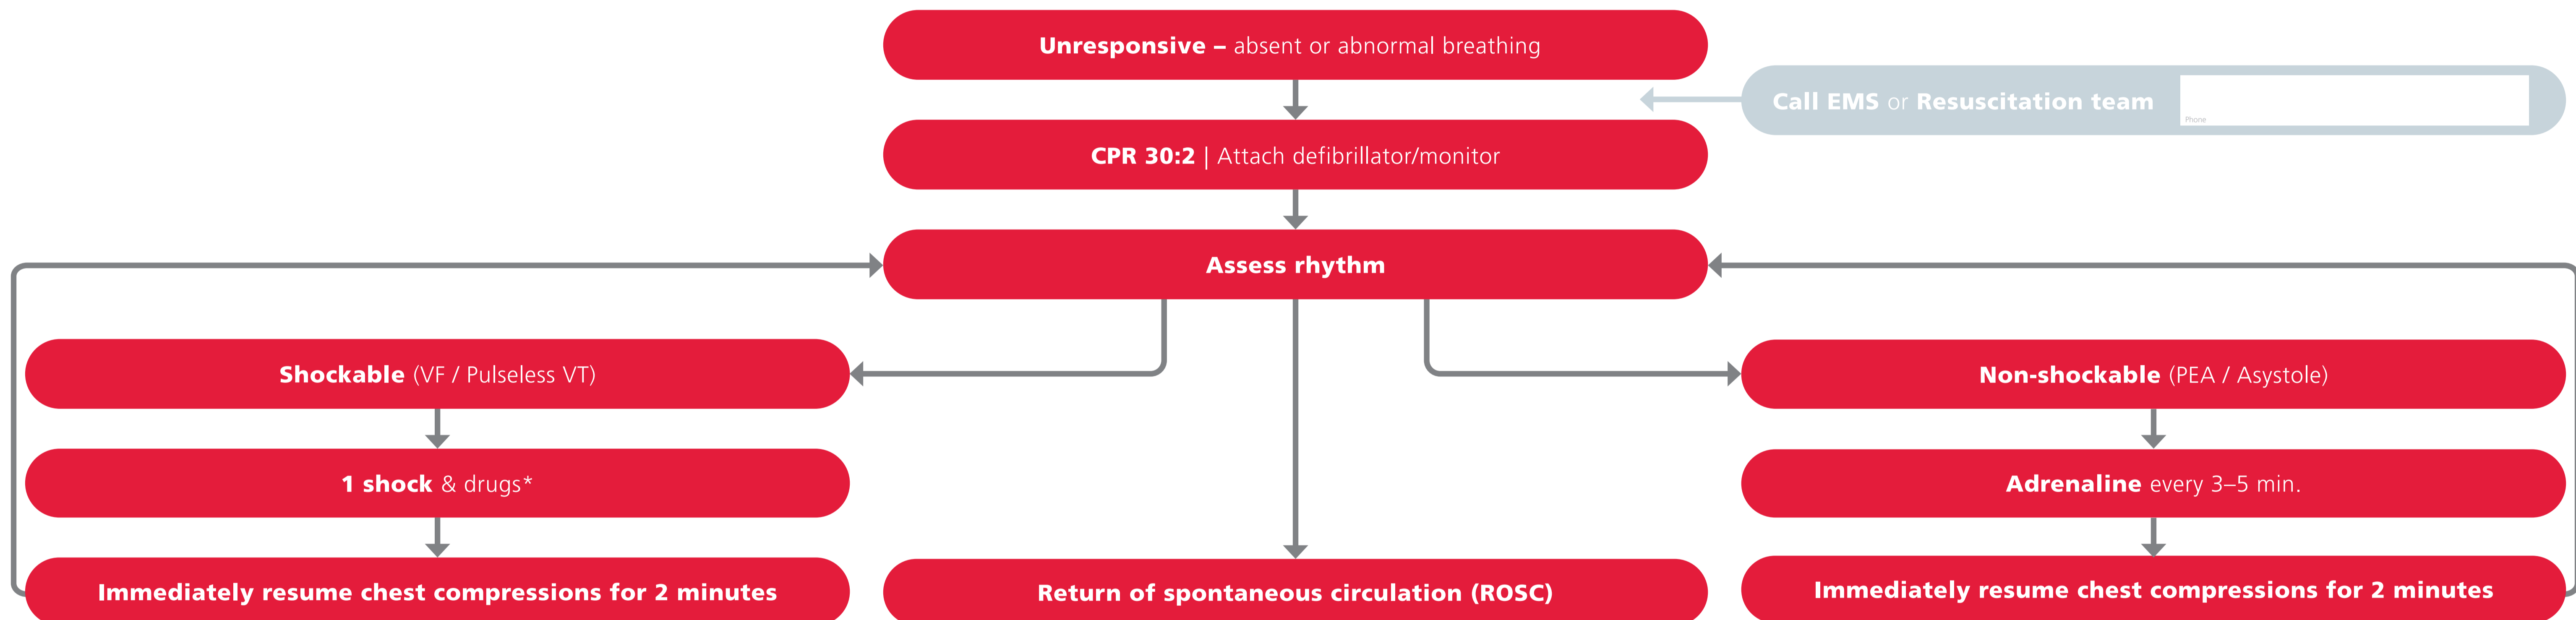 Unresponsive – absent or abnormal breathing
Call EMS or Resuscitation team
Phone
CPR 30:2 | Attach defibrillator/monitor
Assess rhythm
Shockable (VF / Pulseless VT)
Non-shockable (PEA / Asystole)
1 shock & drugs*
Adrenaline every 3–5 min.
Immediately resume chest compressions for 2 minutes
Return of spontaneous circulation (ROSC)
Immediately resume chest compressions for 2 minutes